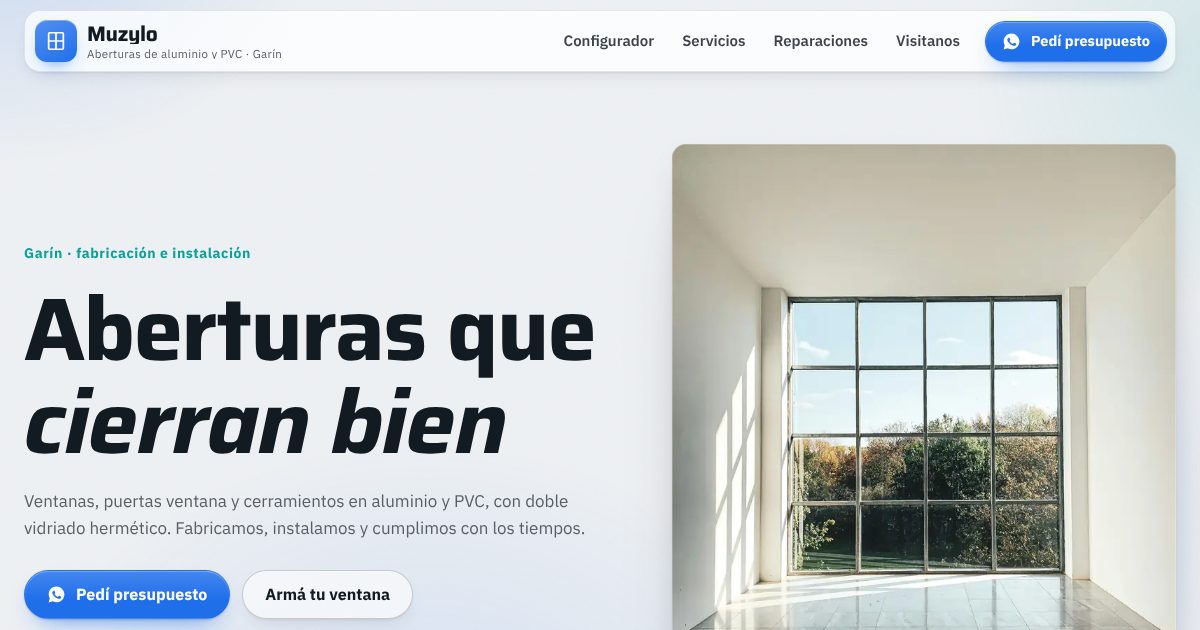 Muzylo
Aberturas de aluminio y PVC · Garín
Configurador
Servicios
Reparaciones
Visitanos
Pedí presupuesto
Garín · fabricación e instalación
Aberturas que
cierran bien
Ventanas, puertas ventana y cerramientos en aluminio y PVC, con doble
vidriado hermético. Fabricamos, instalamos y cumplimos con los tiempos.
Pedí presupuesto
Armá tu ventana